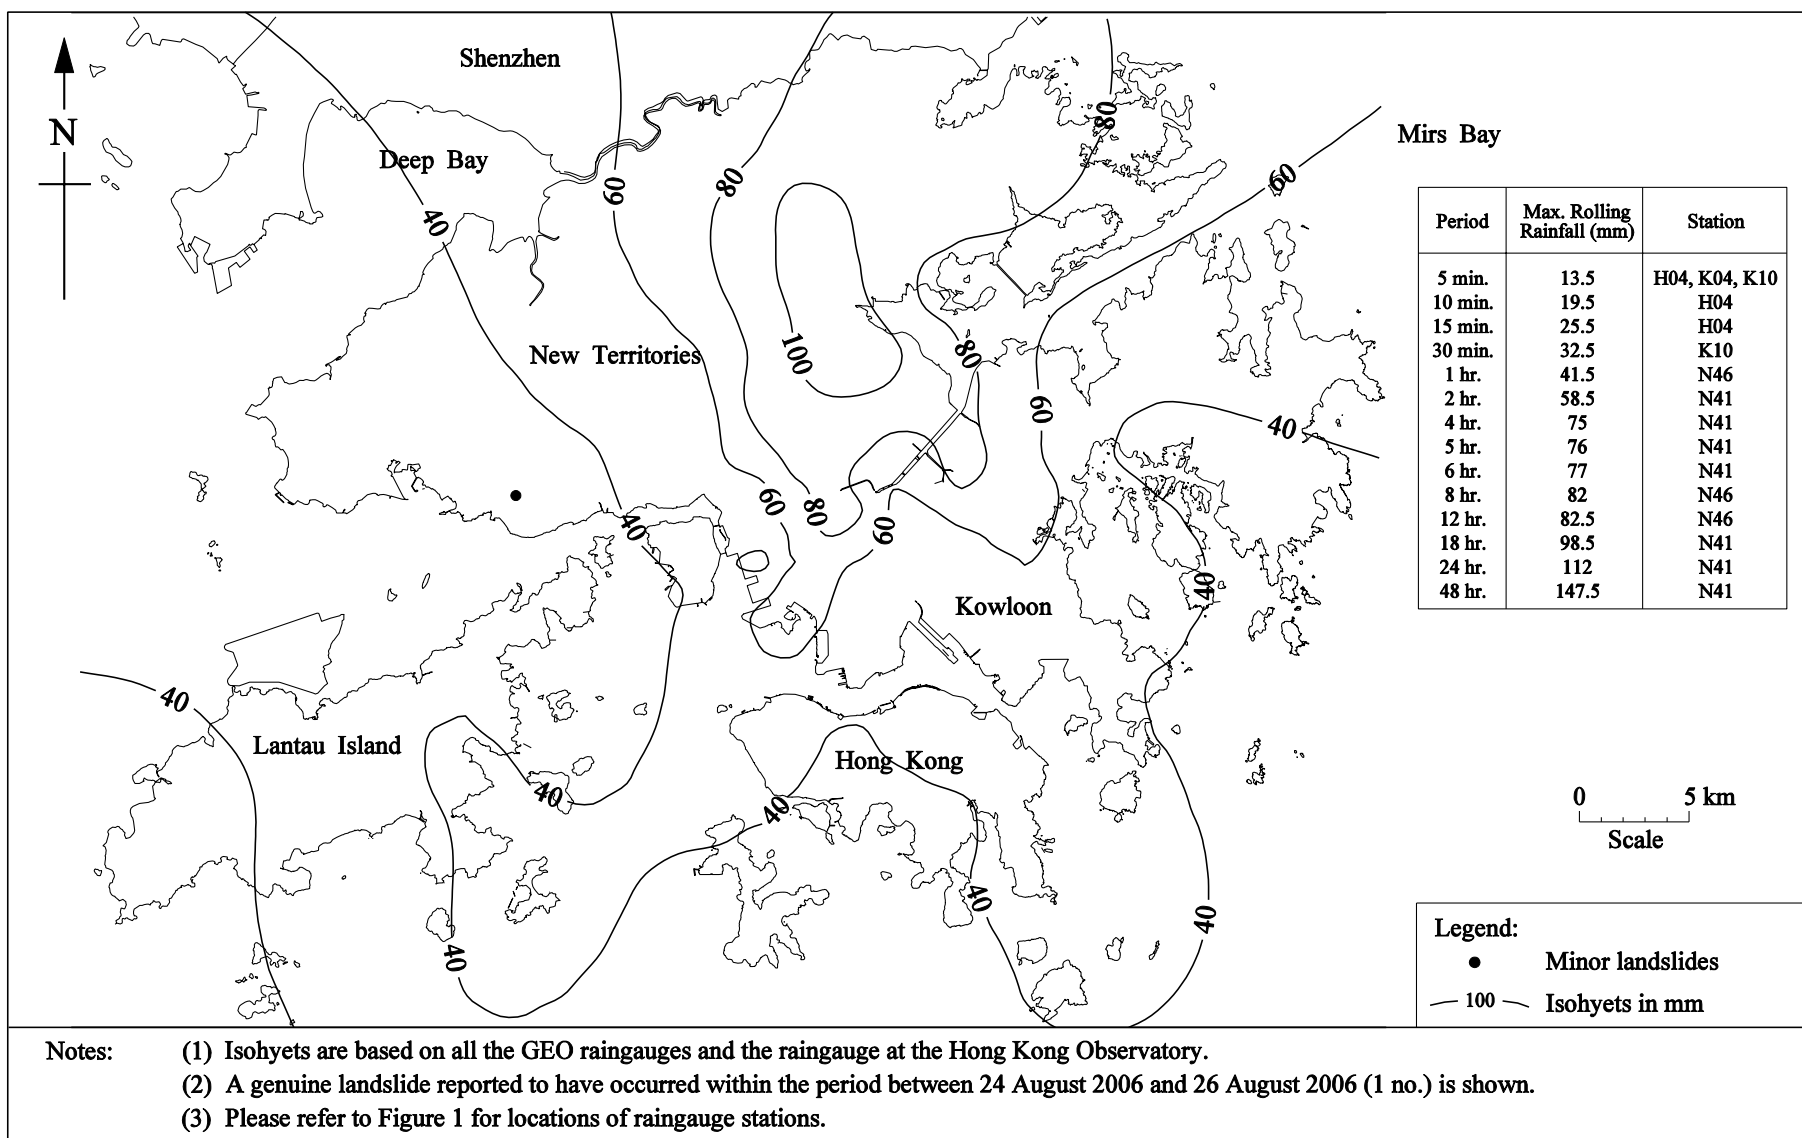 Shenzhen
N
Deep Bay
Mirs Bay
80
60
80
60
40
100
New Territories
80
60
40
60
80
60
40
40
Kowloon
40
Lantau Island
Hong Kong
40
40
40
40
40
Period Max. Rolling Rainfall (mm) Station
5 min. 13.5 H04, K04, K10
10 min. 19.5 H04
15 min. 25.5 H04
30 min. 32.5 K10
1 hr. 41.5 N46
2 hr. 58.5 N41
4 hr. 75 N41
5 hr. 76 N41
6 hr. 77 N41
8 hr. 82 N46
12 hr. 82.5 N46
18 hr. 98.5 N41
24 hr. 112 N41
48 hr. 147.5 N41
0 5 km
Scale
Legend:
Minor landslides
100 Isohyets in mm
Notes: (1) Isohyets are based on all the GEO raingauges and the raingauge at the Hong Kong Observatory.
(2) A genuine landslide reported to have occurred within the period between 24 August 2006 and 26 August 2006 (1 no.) is shown.
(3) Please refer to Figure 1 for locations of raingauge stations.